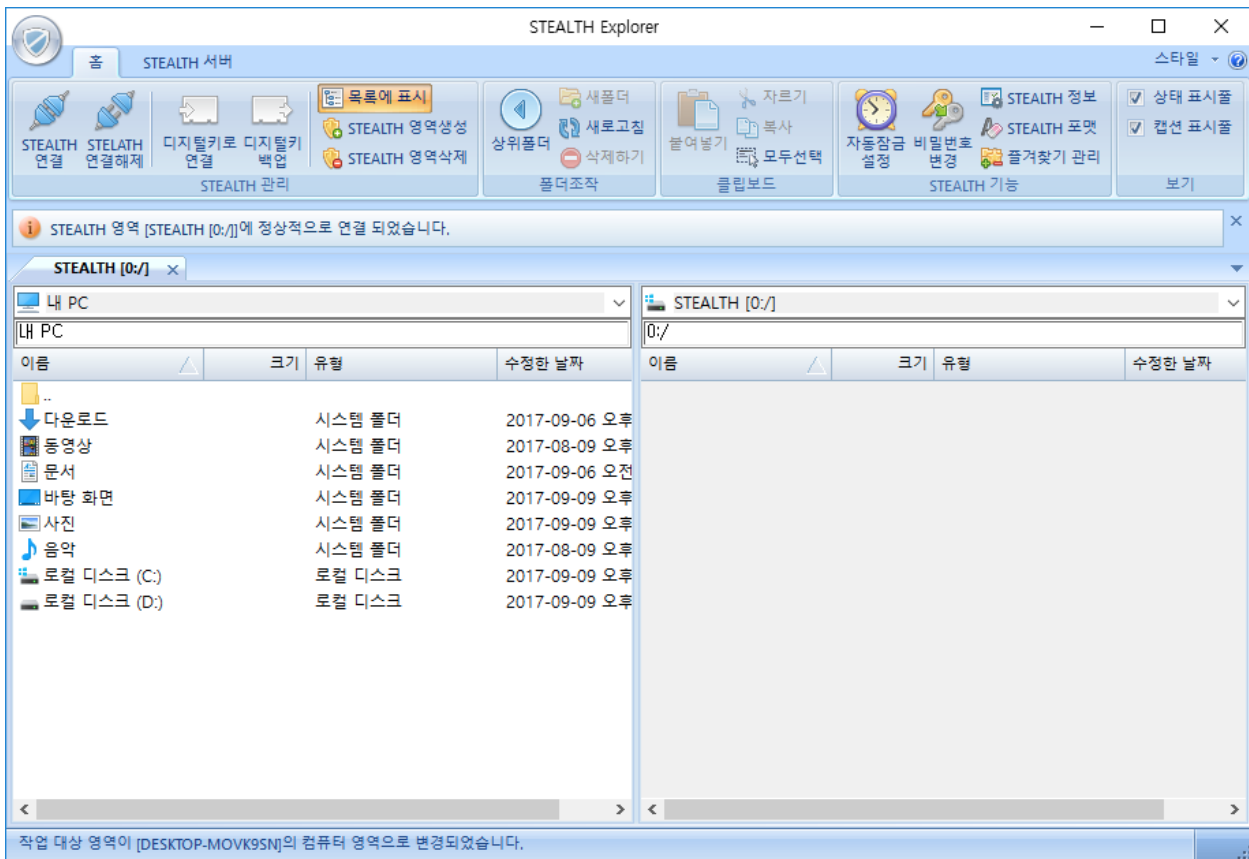 STEALTH Explorer
홈 STEALTH 서버 스타일
STEALTH 연결
STELATH 연결해제
디지털키로 연결
디지털키 백업
목록에 표시
STEALTH 영역생성
STEALTH 영역삭제
STEALTH 관리
상위폴더
새폴더
새로고침
삭제하기
폴더조작
붙여넣기
자르기
복사
모두선택
클립보드
자동잠금 설정
비밀번호 변경
STEALTH 정보
STEALTH 포맷
즐겨찾기 관리
STEALTH 기능
상태 표시줄
캡션 표시줄
보기
STEALTH 영역 [STEALTH [0:/]]에 정상적으로 연결 되었습니다.
STEALTH [0:/]
내 PC
내 PC
이름 크기 유형 수정한 날짜
..
다운로드 시스템 폴더 2017-09-06 오후
동영상 시스템 폴더 2017-08-09 오후
문서 시스템 폴더 2017-09-06 오전
바탕 화면 시스템 폴더 2017-09-09 오후
사진 시스템 폴더 2017-09-09 오후
음악 시스템 폴더 2017-08-09 오후
로컬 디스크 (C:) 로컬 디스크 2017-09-09 오후
로컬 디스크 (D:) 로컬 디스크 2017-09-09 오후
STEALTH [0:/]
0:/
이름 크기 유형 수정한 날짜
작업 대상 영역이 [DESKTOP-MOVK9SN]의 컴퓨터 영역으로 변경되었습니다.